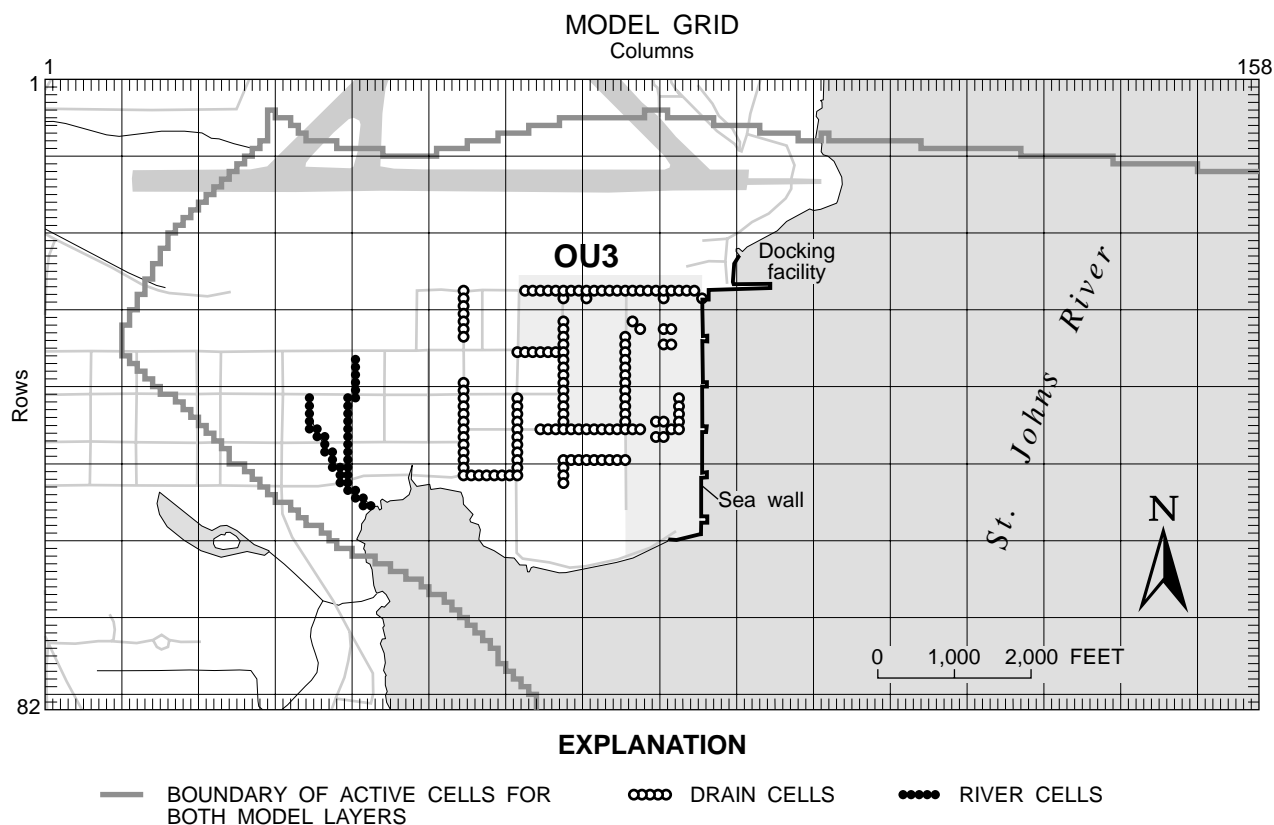 MODEL GRID
Columns
1
158
1
OU3
Docking
facility
St. Johns River
Rows
Sea wall
N
0 1,000 2,000 FEET
82
EXPLANATION
BOUNDARY OF ACTIVE CELLS FOR
BOTH MODEL LAYERS
DRAIN CELLS
RIVER CELLS